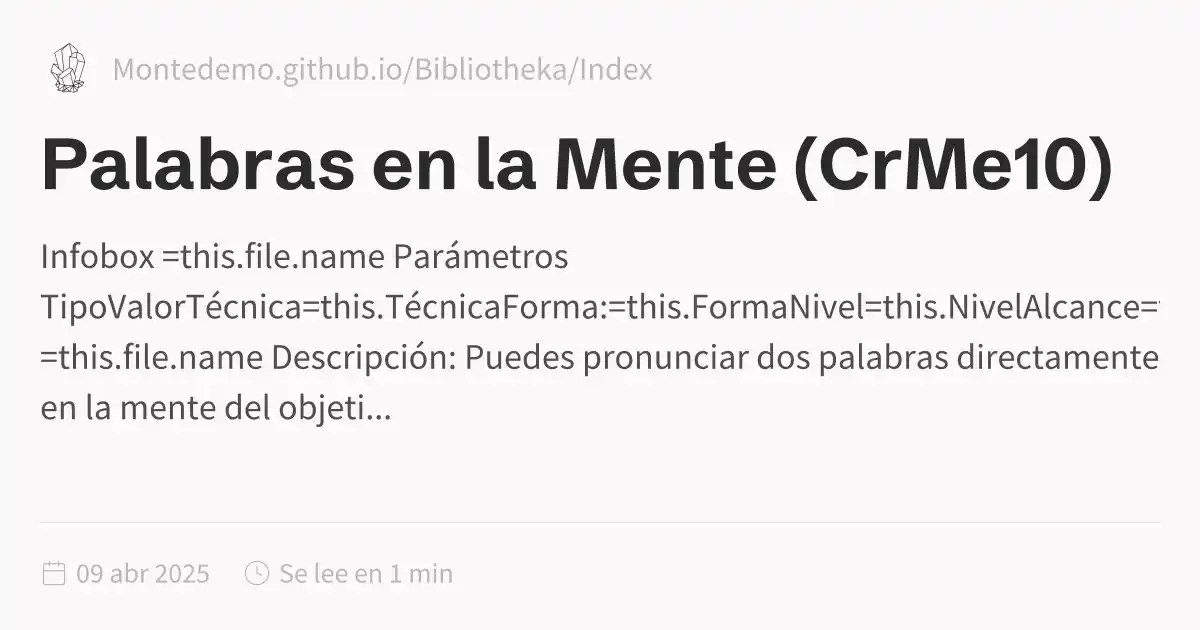 Montedemo.github.io/Bibliotheka/Index
Palabras en la Mente (CrMe10)
Infobox =this.file.name Parámetros
TipoValorTécnica=this.TécnicaForma:=this.FormaNivel=this.NivelAlcance=
=this.file.name Descripción: Puedes pronunciar dos palabras directamente
en la mente del objeti...
09 abr 2025
Se lee en 1 min